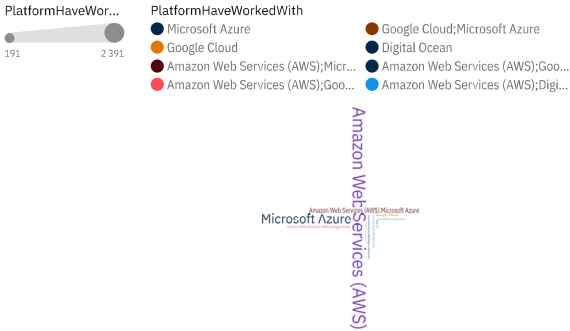 PlatformHaveWor...
191
2 391
PlatformHaveWorkedWith
Microsoft Azure
Google Cloud
Amazon Web Services (AWS);Micr...
Amazon Web Services (AWS);Goo...
Google Cloud;Microsoft Azure
Digital Ocean
Amazon Web Services (AWS);Goo...
Amazon Web Services (AWS);Digi...
Amazon Web Services (AWS)
Amazon Web Services (AWS);Microsoft Azure
Microsoft Azure
Google Cloud